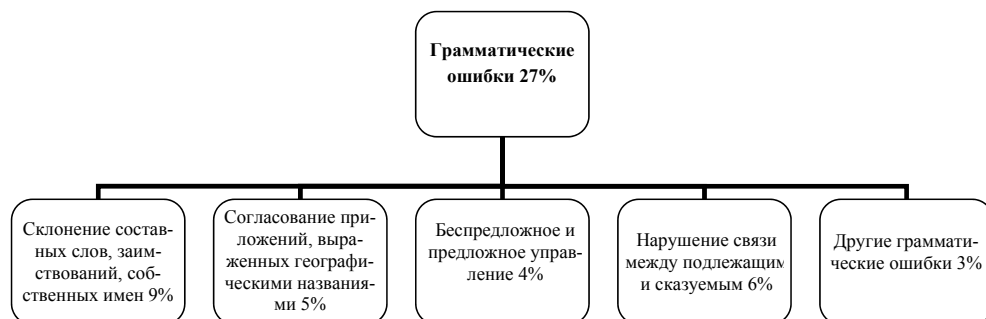 Грамматические
ошибки 27%
Склонение состав-
ных слов, заим-
ствований, соб-
ственных имен 9%
Согласование при-
ложений, выра-
женных географи-
ческими названия-
ми 5%
Беспредложное и
предложное управ-
ление 4%
Нарушение связи
между подлежащим
и сказуемым 6%
Другие граммати-
ческие ошибки 3%